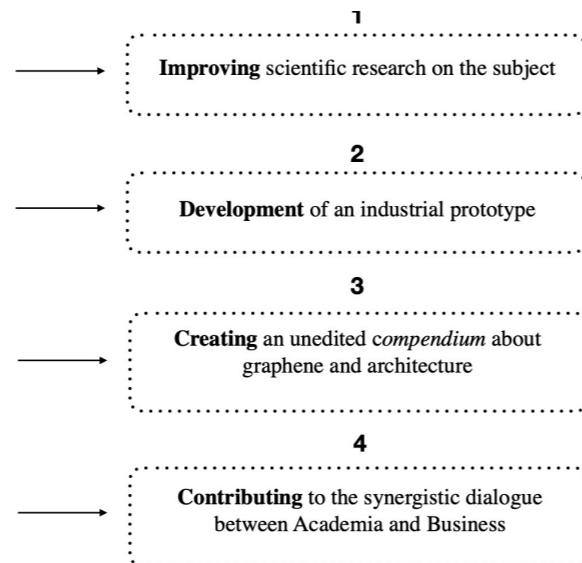 1
Improving scientific research on the subject
2
Development of an industrial prototype
3
Creating an unedited compendium about
graphene and architecture
4
Contributing to the synergistic dialogue
between Academia and Business